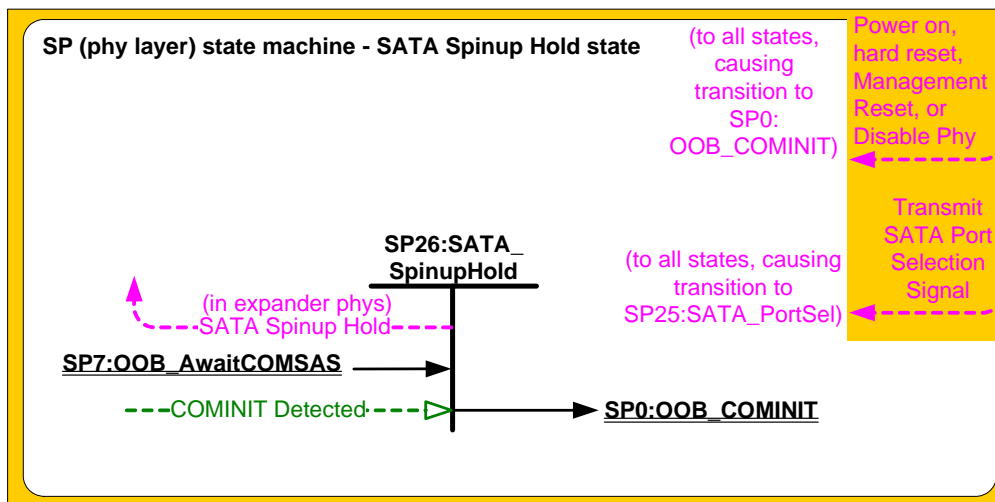 SP (phy layer) state machine - SATA Spinup Hold state
(to all states,
causing
transition to
SP0:
OOB_COMINIT)
Power on,
hard reset,
Management
Reset, or
Disable Phy
Transmit
SATA Port
Selection
Signal
(to all states, causing
transition to
SP25:SATA_PortSel)
SP26:SATA_
SpinupHold
(in expander phys)
SATA Spinup Hold
SP7:OOB_AwaitCOMSAS
COMINIT Detected
SP0:OOB_COMINIT